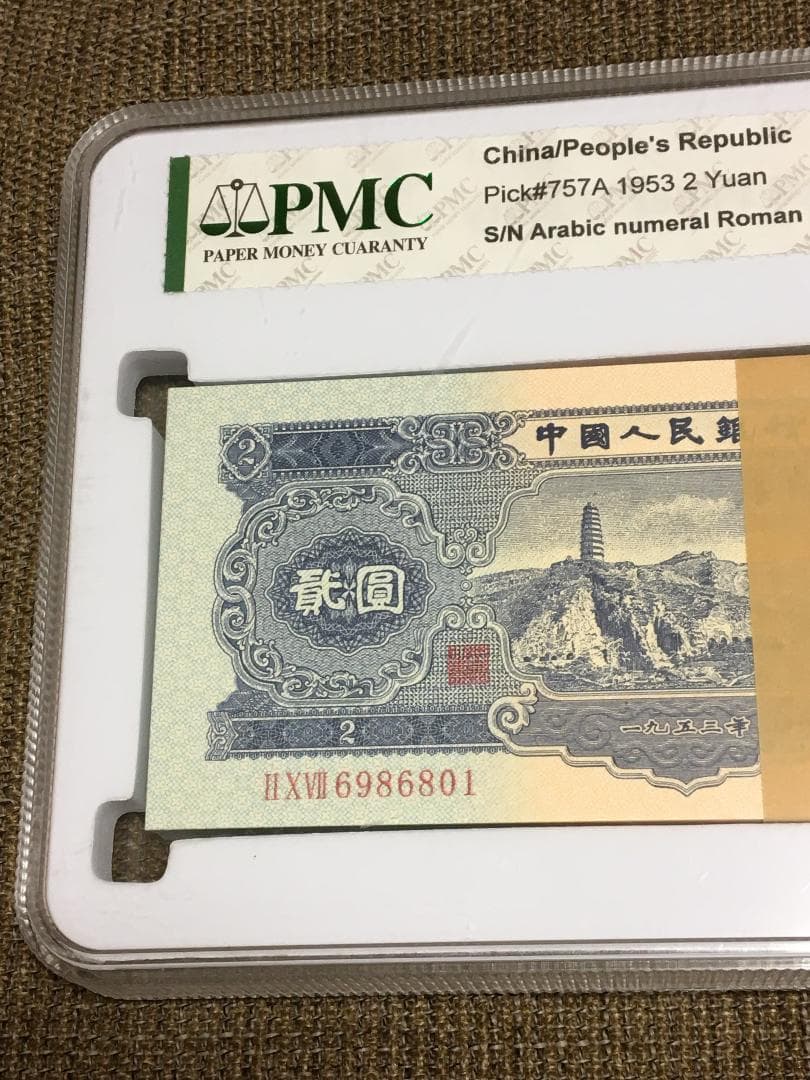 China/People's Republic
Pick#757A 1953 2 Yuan
S/N Arabic numeral Roman
PMC
PAPER MONEY CUARANTY
2
中國人民銀
貳圓
2
一九五三年
II XVII 6986801